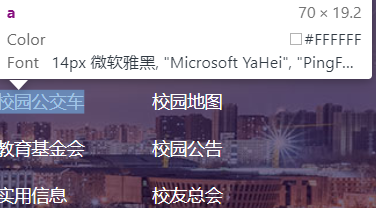 a 70 × 19.2
Color #FFFFFF
Font 14px 微软雅黑, "Microsoft YaHei", "PingF...
校园公交车 校园地图
教育基金会 校园公告
实用信息 校友总会